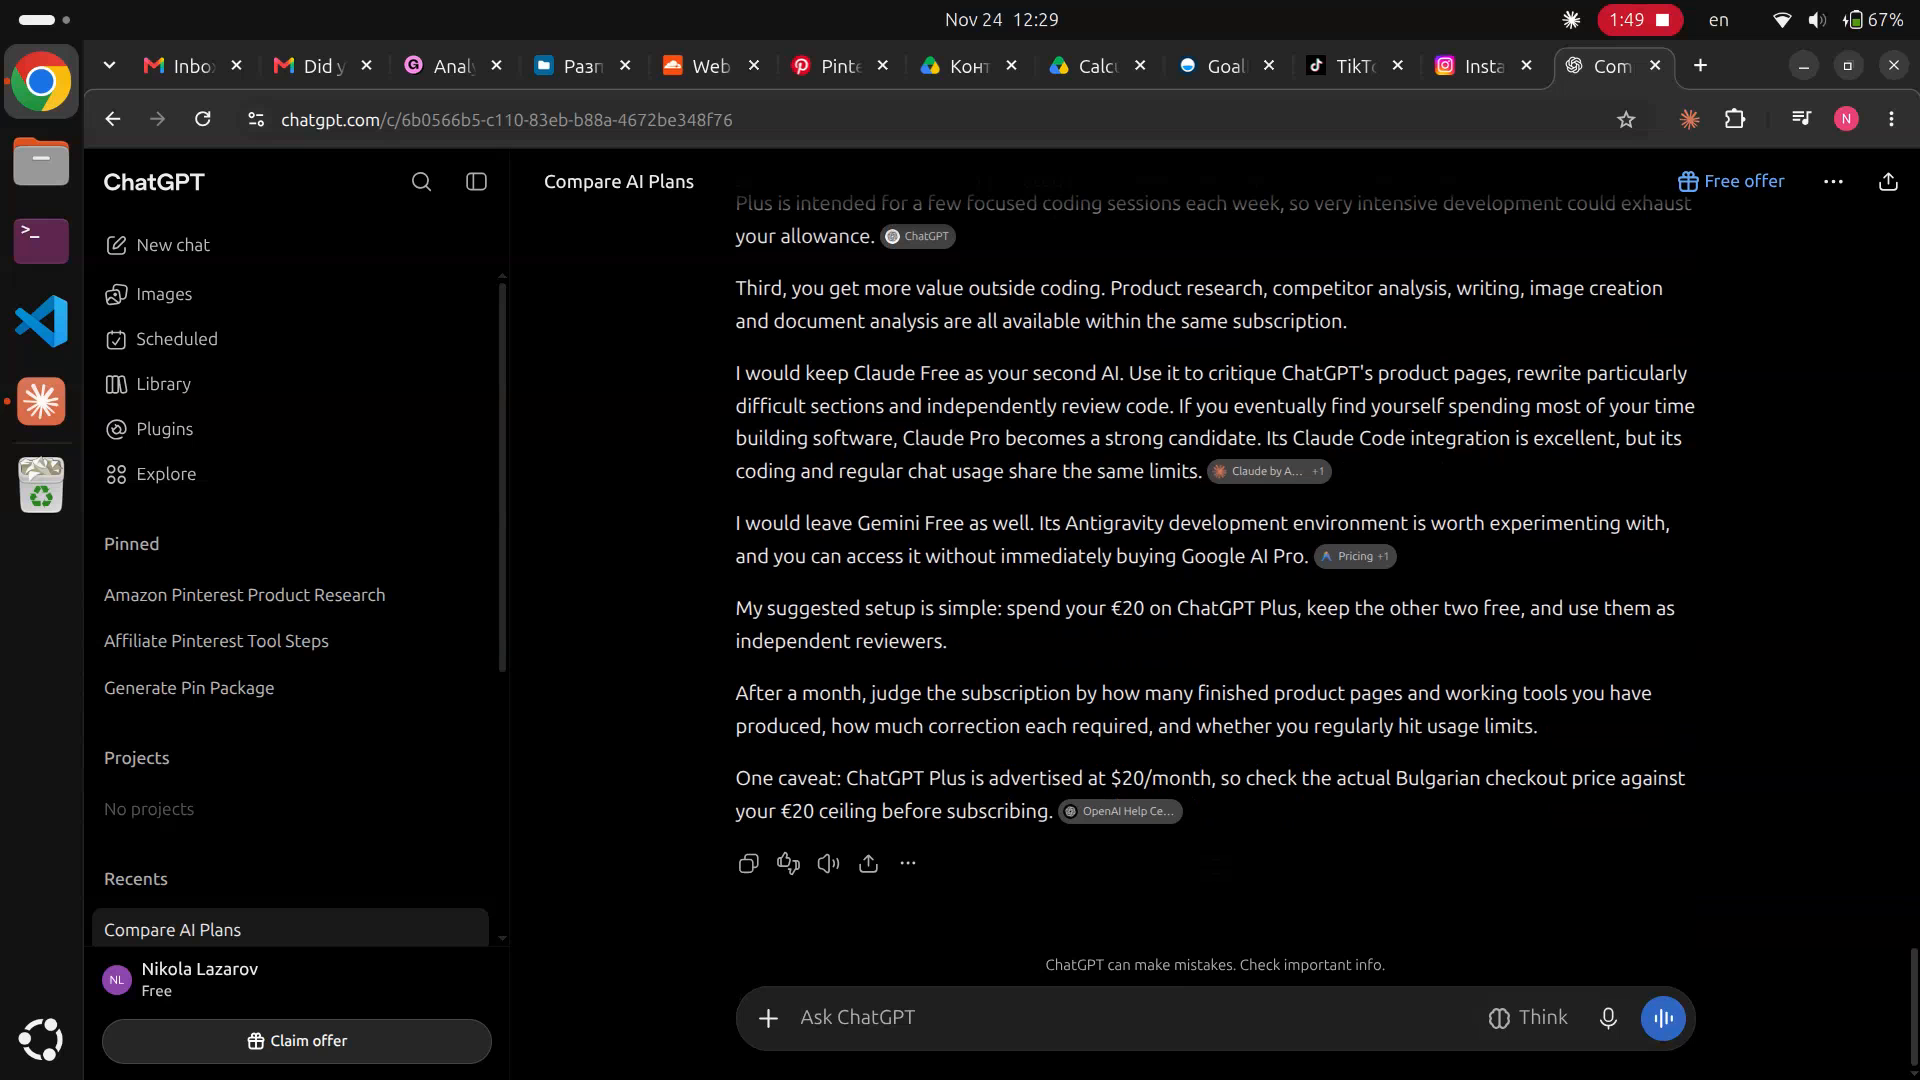 Nov 24 12:29
1:49
en
67%
Inbo
Did y
Anal
Разп
Web
Pinte
Конт
Calcu
Goall
TikTo
Insta
Com
chatgpt.com/c/6b0566b5-c110-83eb-b88a-4672be348f76
N
ChatGPT
Compare AI Plans
Free offer
New chat
Images
Scheduled
Library
Plugins
Explore
Pinned
Amazon Pinterest Product Research
Affiliate Pinterest Tool Steps
Generate Pin Package
Projects
No projects
Recents
Compare AI Plans
NL
Nikola Lazarov
Free
Claim offer
Plus is intended for a few focused coding sessions each week, so very intensive development could exhaust
your allowance. ChatGPT
Third, you get more value outside coding. Product research, competitor analysis, writing, image creation
and document analysis are all available within the same subscription.
I would keep Claude Free as your second AI. Use it to critique ChatGPT's product pages, rewrite particularly
difficult sections and independently review code. If you eventually find yourself spending most of your time
building software, Claude Pro becomes a strong candidate. Its Claude Code integration is excellent, but its
coding and regular chat usage share the same limits. Claude by A... +1
I would leave Gemini Free as well. Its Antigravity development environment is worth experimenting with,
and you can access it without immediately buying Google AI Pro. Pricing +1
My suggested setup is simple: spend your €20 on ChatGPT Plus, keep the other two free, and use them as
independent reviewers.
After a month, judge the subscription by how many finished product pages and working tools you have
produced, how much correction each required, and whether you regularly hit usage limits.
One caveat: ChatGPT Plus is advertised at $20/month, so check the actual Bulgarian checkout price against
your €20 ceiling before subscribing. OpenAI Help Ce...
ChatGPT can make mistakes. Check important info.
Ask ChatGPT
Think